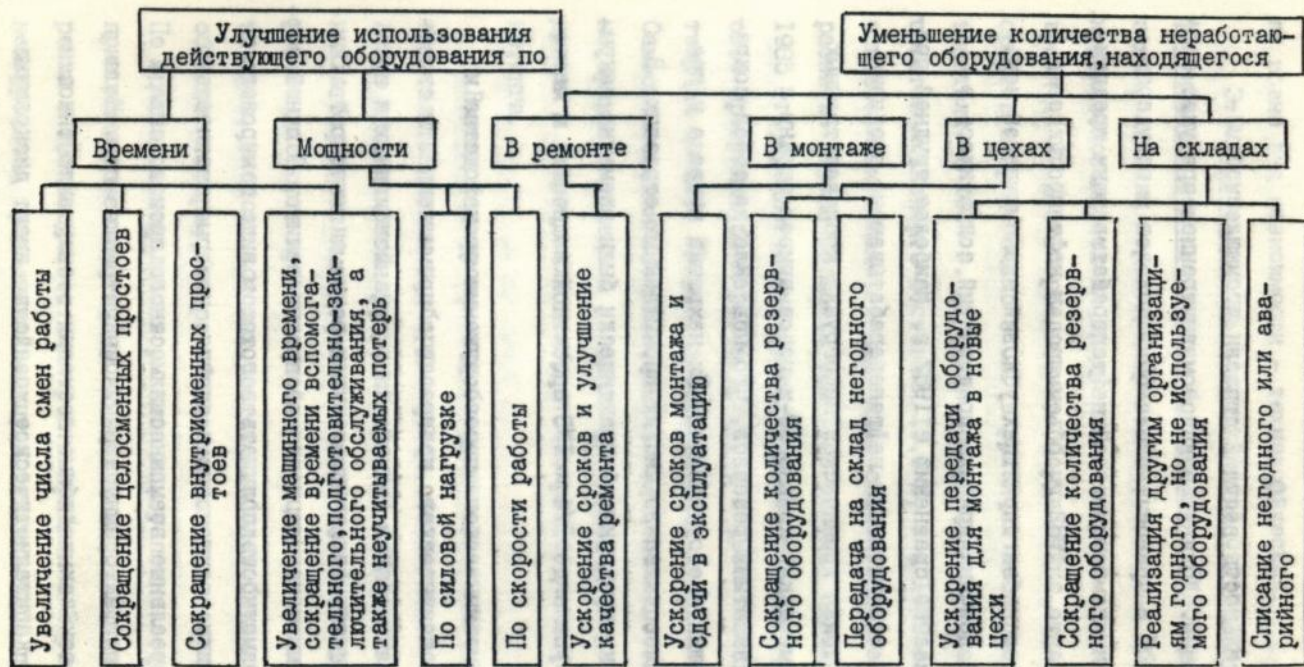 Улучшение использования
действующего оборудования по
Уменьшение количества неработаю-
щего оборудования,находящегося
Времени
Мощности
В ремонте
В монтаже
В цехах
На складах
Увеличение числа смен работы
Сокращение целосменных простоев
Сокращение внутрисменных прос-
тоев
Увеличение машинного времени,
сокращение времени вспомога-
тельного,подготовительно-зак-
лючительного обслуживания, а
также неучитываемых потерь
По силовой нагрузке
По скорости работы
Ускорение сроков и улучшение
качества ремонта
Ускорение сроков монтажа и
сдачи в эксплуатацию
Сокращение количества резерв-
ного оборудования
Передача на склад негодного
оборудования
Ускорение передачи оборудо-
вания для монтажа в новые
цехи
Сокращение количества резерв-
ного оборудования
Реализация другим организаци-
ям годного, но не используе-
мого оборудования
Списание негодного или ава-
рийного